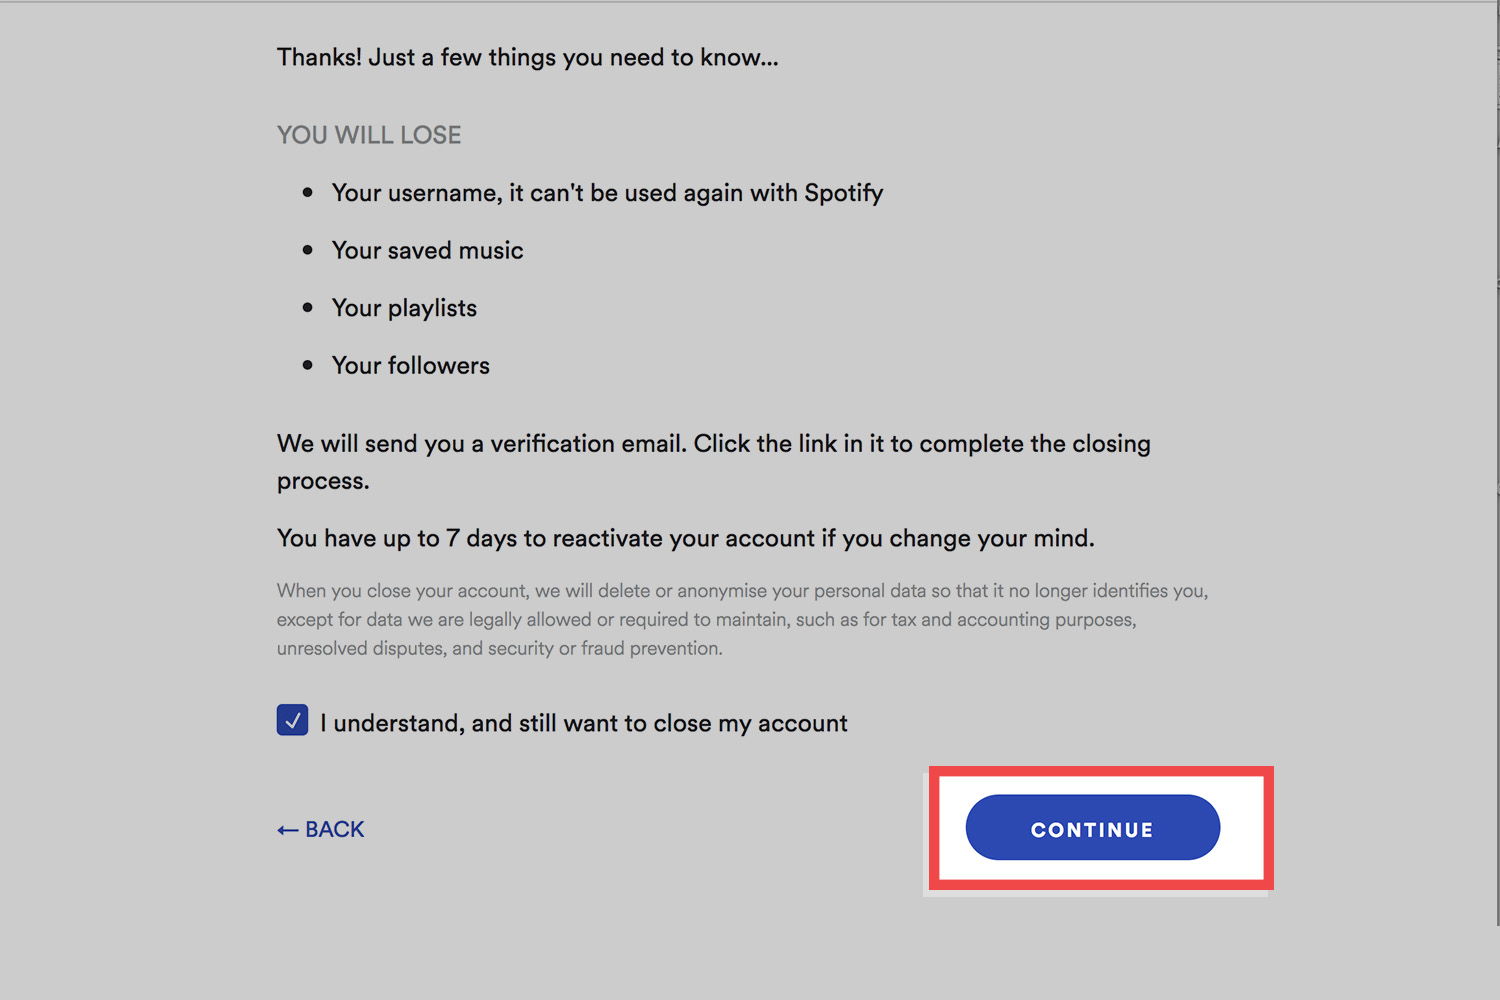 Thanks! Just a few things you need to know...
YOU WILL LOSE
• Your username, it can't be used again with Spotify
• Your saved music
• Your playlists
• Your followers
We will send you a verification email. Click the link in it to complete the closing
process.
You have up to 7 days to reactivate your account if you change your mind.
When you close your account, we will delete or anonymise your personal data so that it no longer identifies you,
except for data we are legally allowed or required to maintain, such as for tax and accounting purposes,
unresolved disputes, and security or fraud prevention.
I understand, and still want to close my account
← BACK
CONTINUE